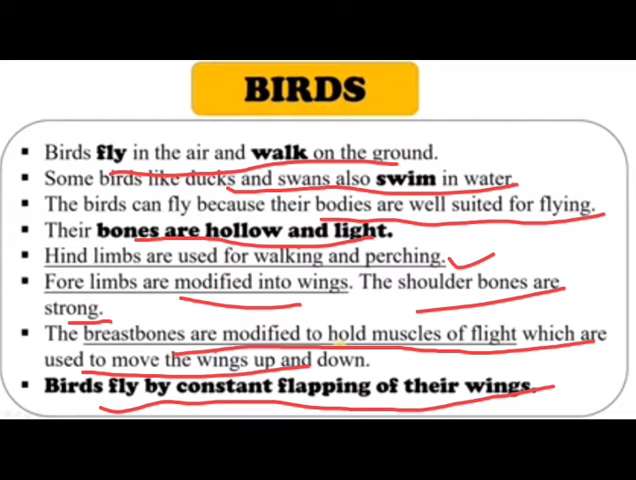 BIRDS
▪ Birds fly in the air and walk on the ground.
▪ Some birds like ducks and swans also swim in water.
▪ The birds can fly because their bodies are well suited for flying.
▪ Their bones are hollow and light.
▪ Hind limbs are used for walking and perching.
▪ Fore limbs are modified into wings. The shoulder bones are
strong.
▪ The breastbones are modified to hold muscles of flight which are
used to move the wings up and down.
▪ Birds fly by constant flapping of their wings.